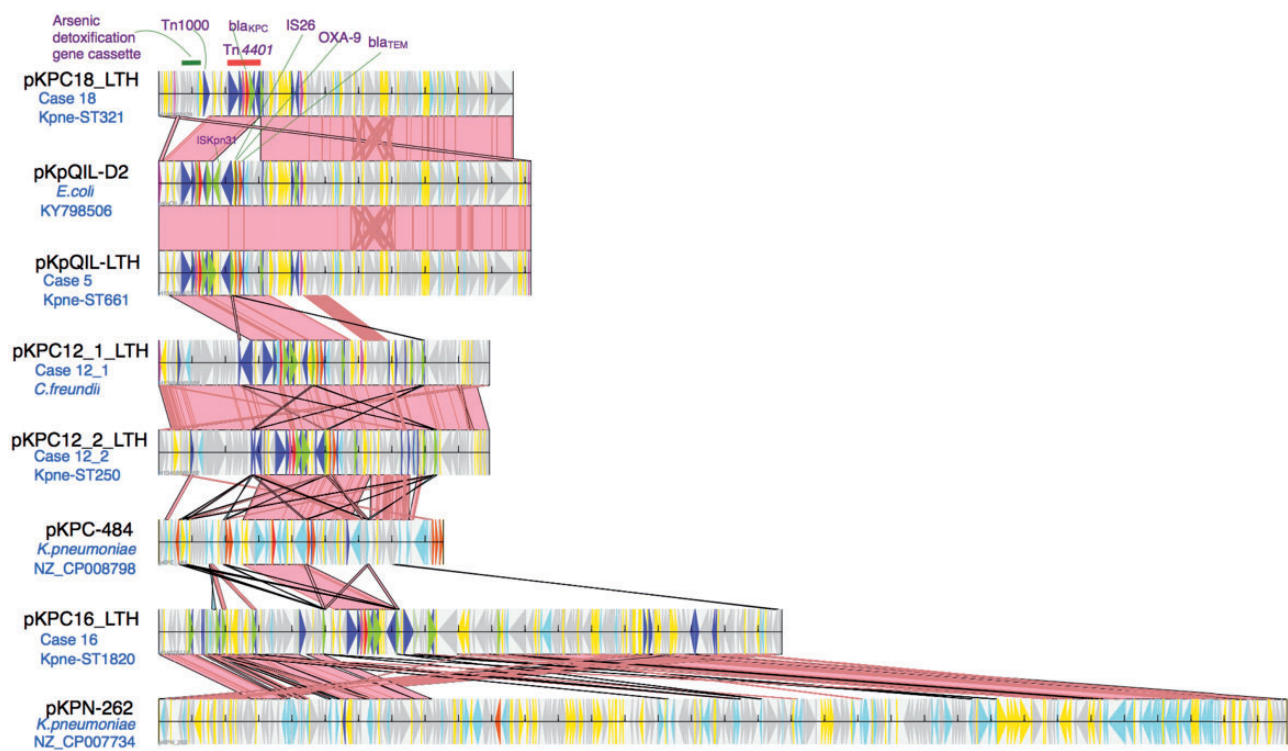 Arsenic
detoxification
gene cassette
Tn1000
blaKPC
Tn4401
IS26
OXA-9
blaTEM
pKPC18_LTH
Case 18
Kpne-ST321
ISKpn31
pKpQIL-D2
E.coli
KY798506
pKpQIL-LTH
Case 5
Kpne-ST661
pKPC12_1_LTH
Case 12_1
C.freundii
pKPC12_2_LTH
Case 12_2
Kpne-ST250
pKPC-484
K.pneumoniae
NZ_CP008798
pKPC16_LTH
Case 16
Kpne-ST1820
pKPN-262
K.pneumoniae
NZ_CP007734